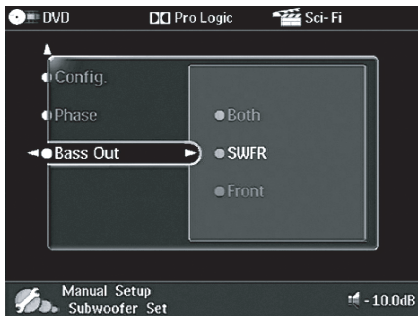 DVD Pro Logic Sci-Fi
Config.
Phase
Both
Bass Out
SWFR
Front
Manual Setup
Subwoofer Set
-10.0dB